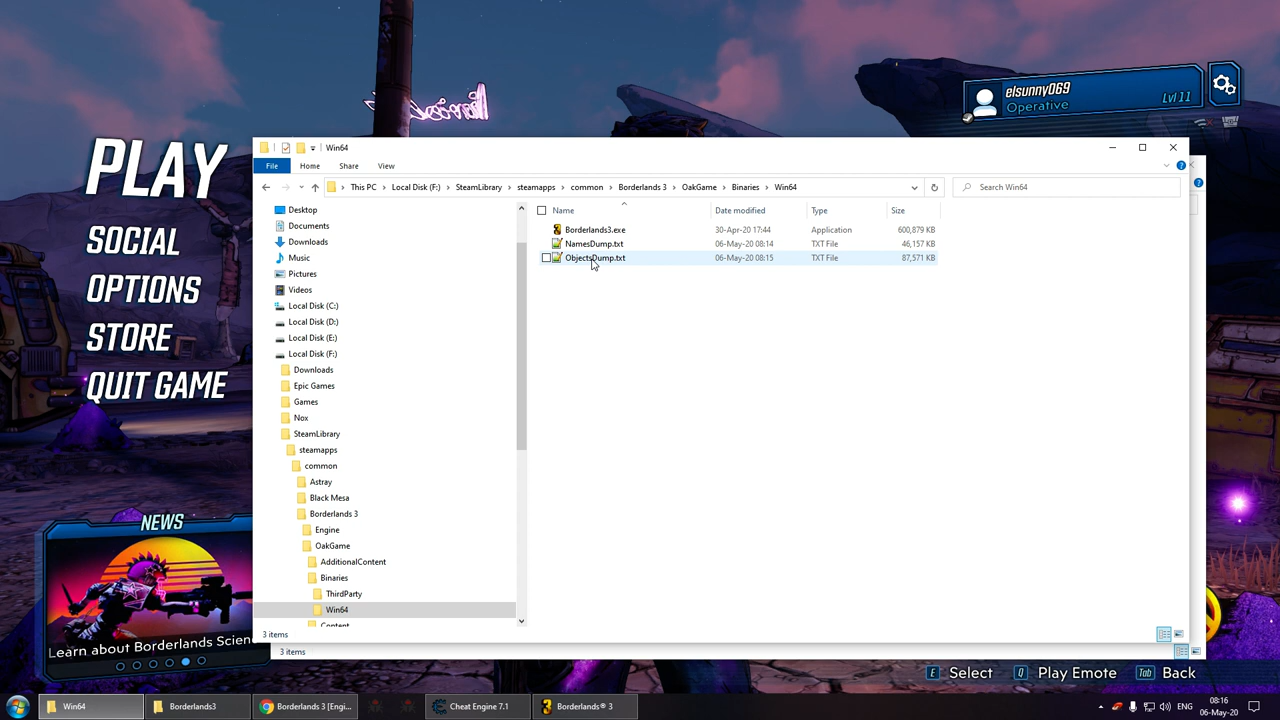 elsunny069
Operative
Lvl 11
PLAY
SOCIAL
OPTIONS
STORE
QUIT GAME
NEWS
Learn about Borderlands Scien
E Select
Q Play Emote
Tab Back
Win64
File Home Share View
This PC > Local Disk (F:) > SteamLibrary > steamapps > common > Borderlands 3 > OakGame > Binaries > Win64
Search Win64
Name Date modified Type Size
Borderlands3.exe 30-Apr-20 17:44 Application 600,879 KB
NamesDump.txt 06-May-20 08:14 TXT File 46,157 KB
ObjectsDump.txt 06-May-20 08:15 TXT File 87,571 KB
Desktop
Documents
Downloads
Music
Pictures
Videos
Local Disk (C:)
Local Disk (D:)
Local Disk (E:)
Local Disk (F:)
Downloads
Epic Games
Games
Nox
SteamLibrary
steamapps
common
Astray
Black Mesa
Borderlands 3
Engine
OakGame
AdditionalContent
Binaries
ThirdParty
Win64
Content
3 items
3 items
Win64
Borderlands3
Borderlands 3 [Engi...
Cheat Engine 7.1
Borderlands® 3
ENG
08:16
06-May-20